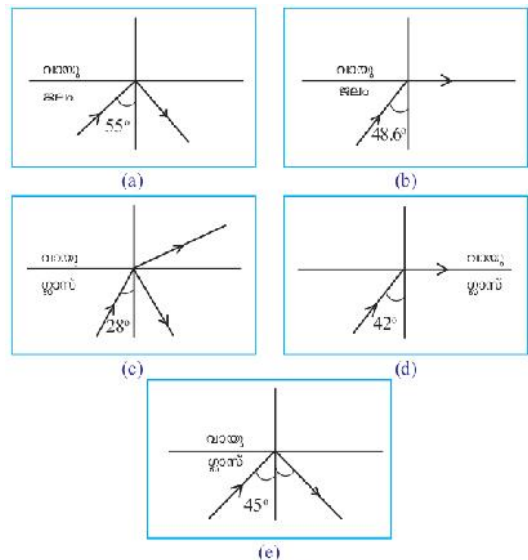 വായു
ജലം
55°
(a)
വായു
ജലം
48.6°
(b)
വായു
ഗ്ലാസ്
28°
(c)
വായു
ഗ്ലാസ്
42°
(d)
വായു
ഗ്ലാസ്
45°
(e)